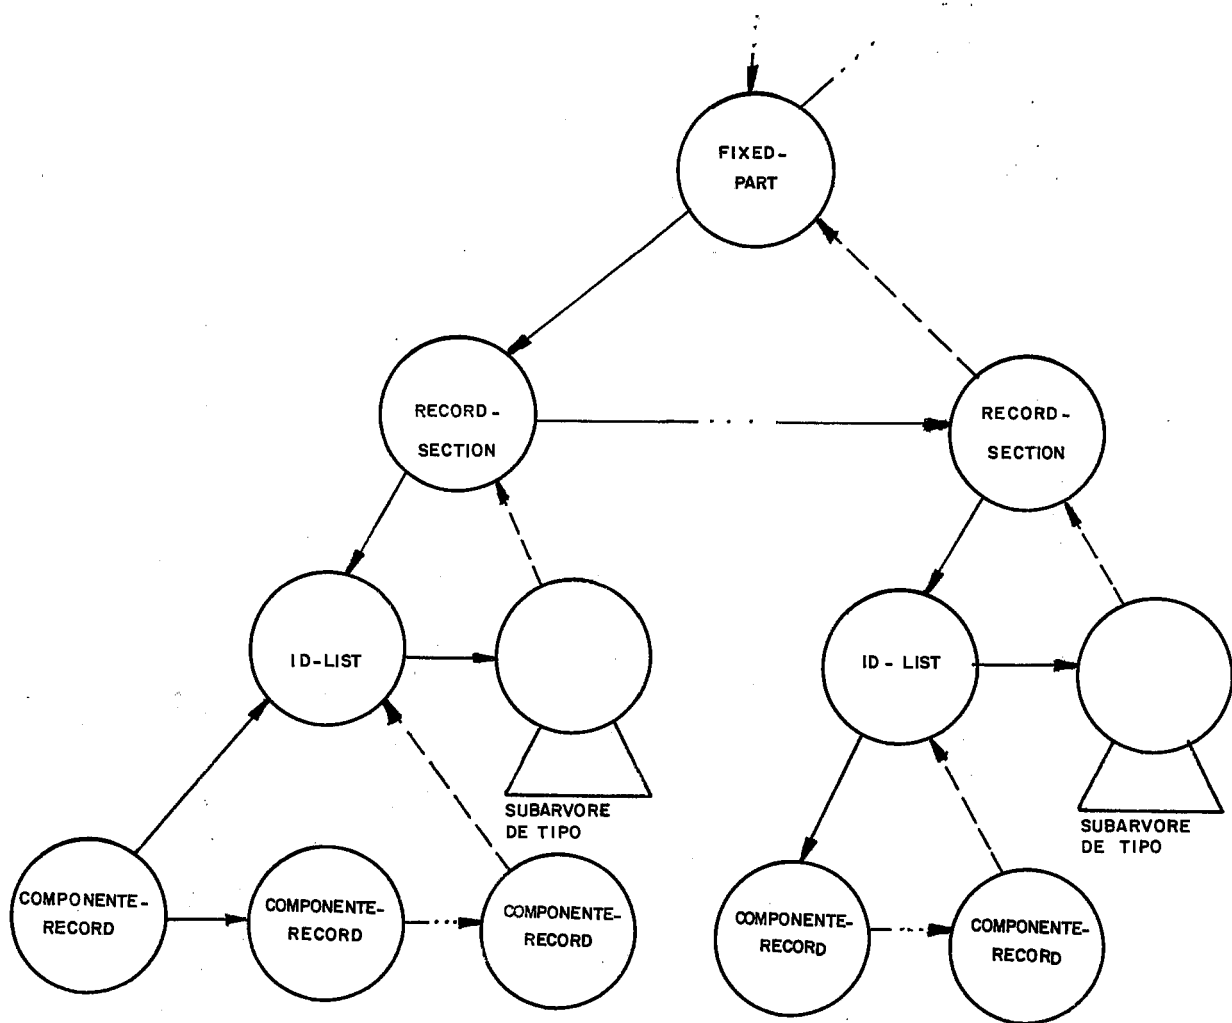 FIXED-
PART
RECORD-
SECTION
RECORD-
SECTION
ID-LIST
ID - LIST
SUBARVORE
DE TIPO
SUBARVORE
DE TIPO
COMPONENTE-
RECORD
COMPONENTE-
RECORD
COMPONENTE-
RECORD
COMPONENTE-
RECORD
COMPONENTE-
RECORD